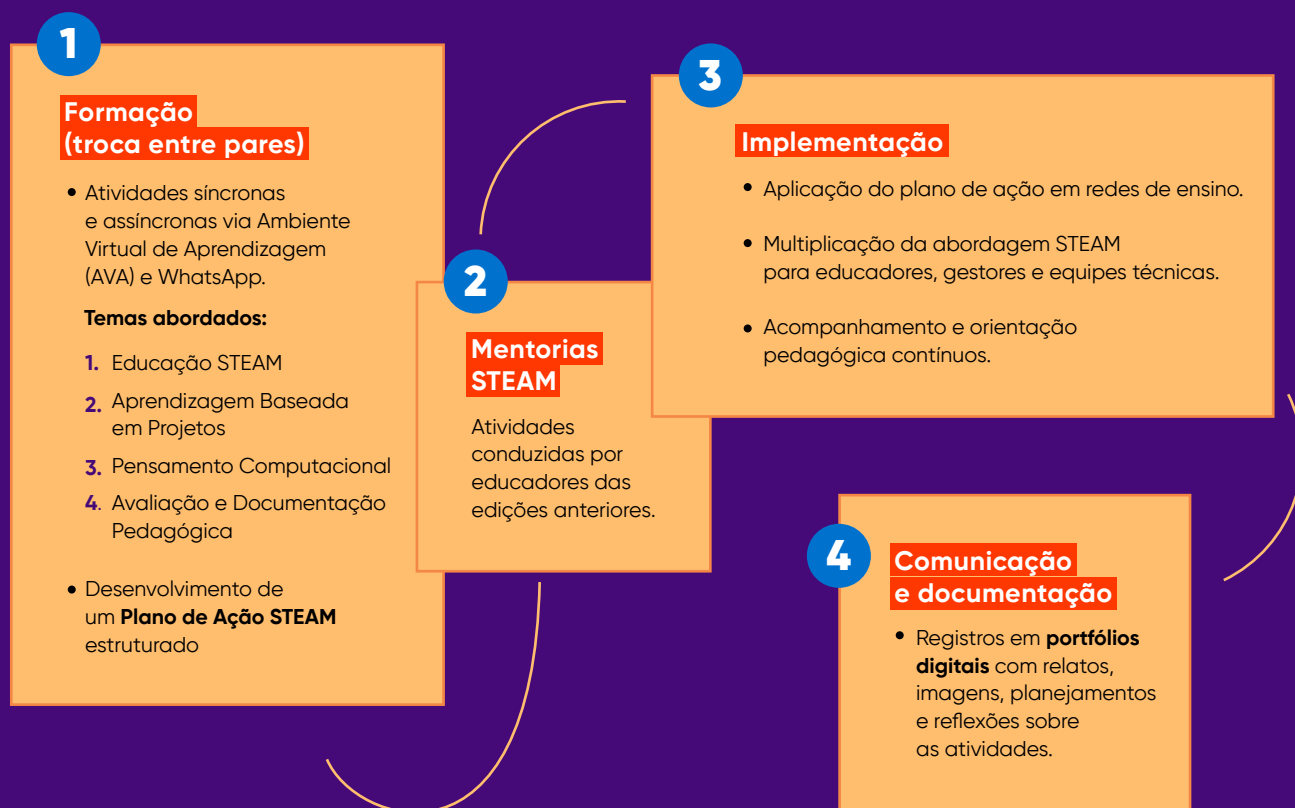 1
Formação
(troca entre pares)
• Atividades síncronas
e assíncronas via Ambiente
Virtual de Aprendizagem
(AVA) e WhatsApp.
Temas abordados:
1. Educação STEAM
2. Aprendizagem Baseada
em Projetos
3. Pensamento Computacional
4. Avaliação e Documentação
Pedagógica
• Desenvolvimento de
um Plano de Ação STEAM
estruturado
2
Mentorias
STEAM
Atividades
conduzidas por
educadores das
edições anteriores.
3
Implementação
• Aplicação do plano de ação em redes de ensino.
• Multiplicação da abordagem STEAM
para educadores, gestores e equipes técnicas.
• Acompanhamento e orientação
pedagógica contínuos.
4
Comunicação
e documentação
• Registros em portfólios
digitais com relatos,
imagens, planejamentos
e reflexões sobre
as atividades.